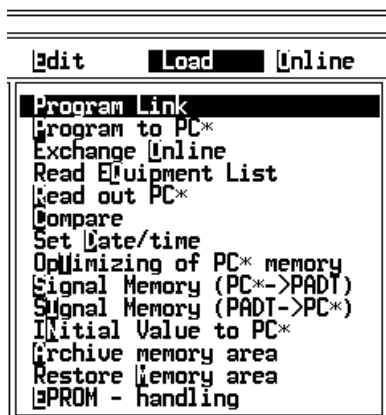 Edit Load Online
Program Link
Program to PC*
Exchange Online
Read EQuipment List
Read out PC*
Compare
Set Date/time
OpTimizing of PC* memory
Signal Memory (PC*->PADT)
SIgnal Memory (PADT->PC*)
INitial Value to PC*
Archive memory area
Restore Memory area
EPROM - handling